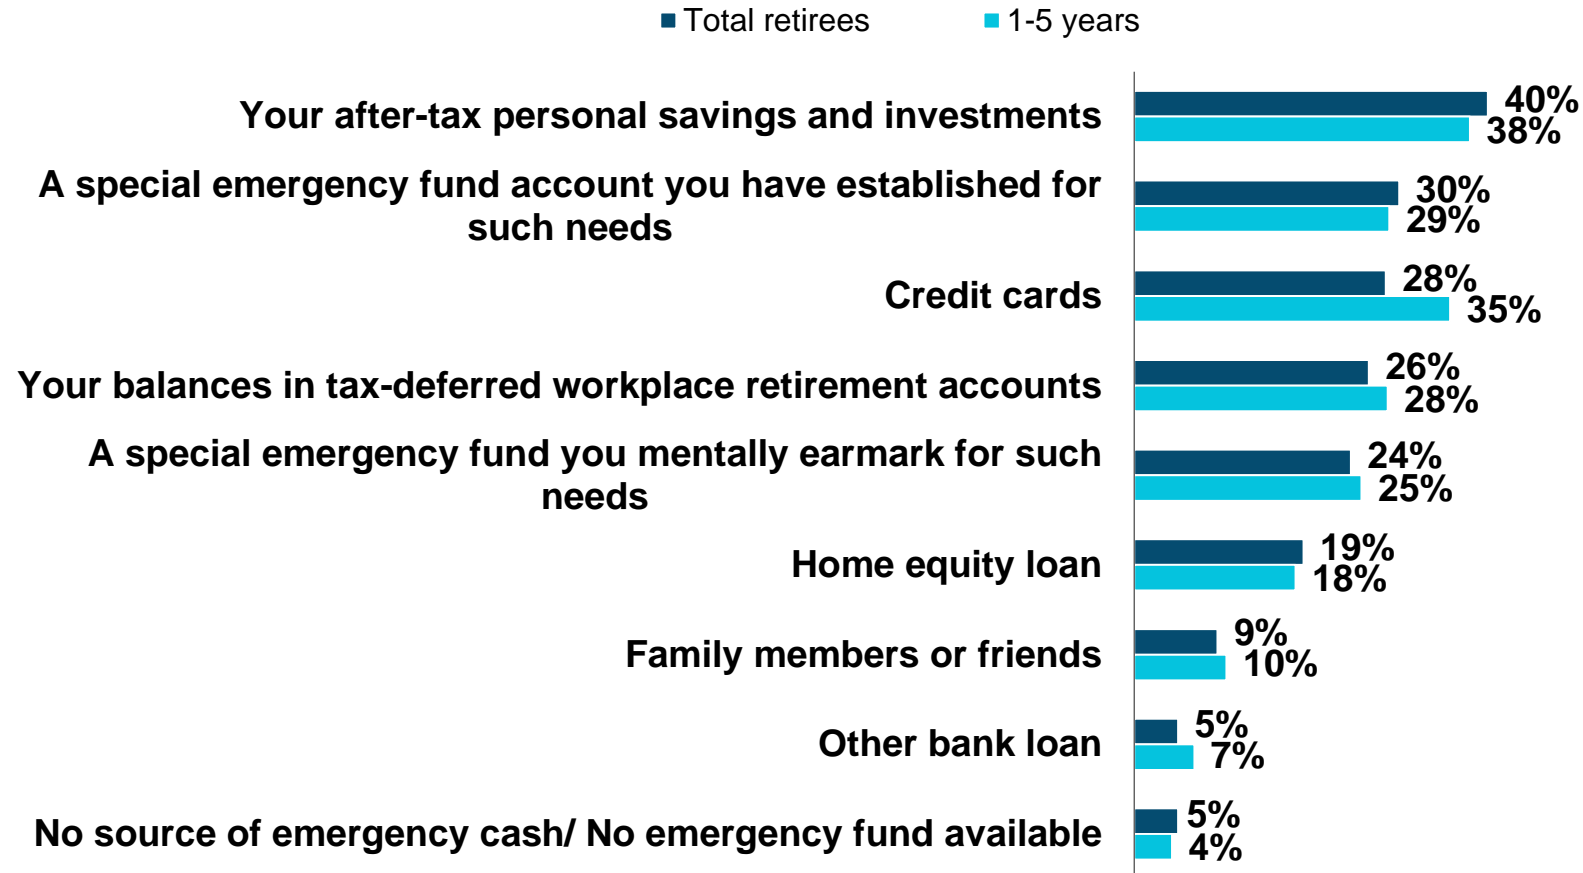 Total retirees
1-5 years
Your after-tax personal savings and investments
40%
38%
A special emergency fund account you have established for
such needs
30%
29%
Credit cards
28%
35%
Your balances in tax-deferred workplace retirement accounts
26%
28%
A special emergency fund you mentally earmark for such
needs
24%
25%
Home equity loan
19%
18%
Family members or friends
9%
10%
Other bank loan
5%
7%
No source of emergency cash/ No emergency fund available
5%
4%